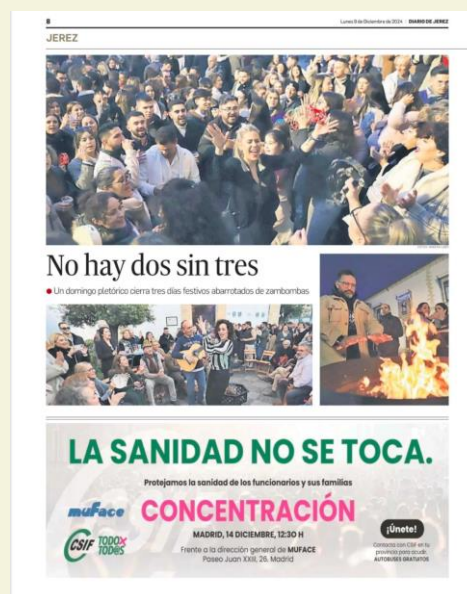 8
Lunes 9 de Diciembre de 2024 | DIARIO DE JEREZ
JEREZ
No hay dos sin tres
● Un domingo pletórico cierra tres días festivos abarrotados de zambombas
LA SANIDAD NO SE TOCA.
Protejamos la sanidad de los funcionarios y sus familias
muface
CONCENTRACIÓN
MADRID, 14 DICIEMBRE, 12:30 H
Frente a la dirección general de MUFACE
Paseo Juan XXIII, 26. Madrid
CSIF
TODOS
TODAS
¡Únete!
Contacta con CSIF en tu
provincia para acudir.
AUTOBUSES GRATUITOS